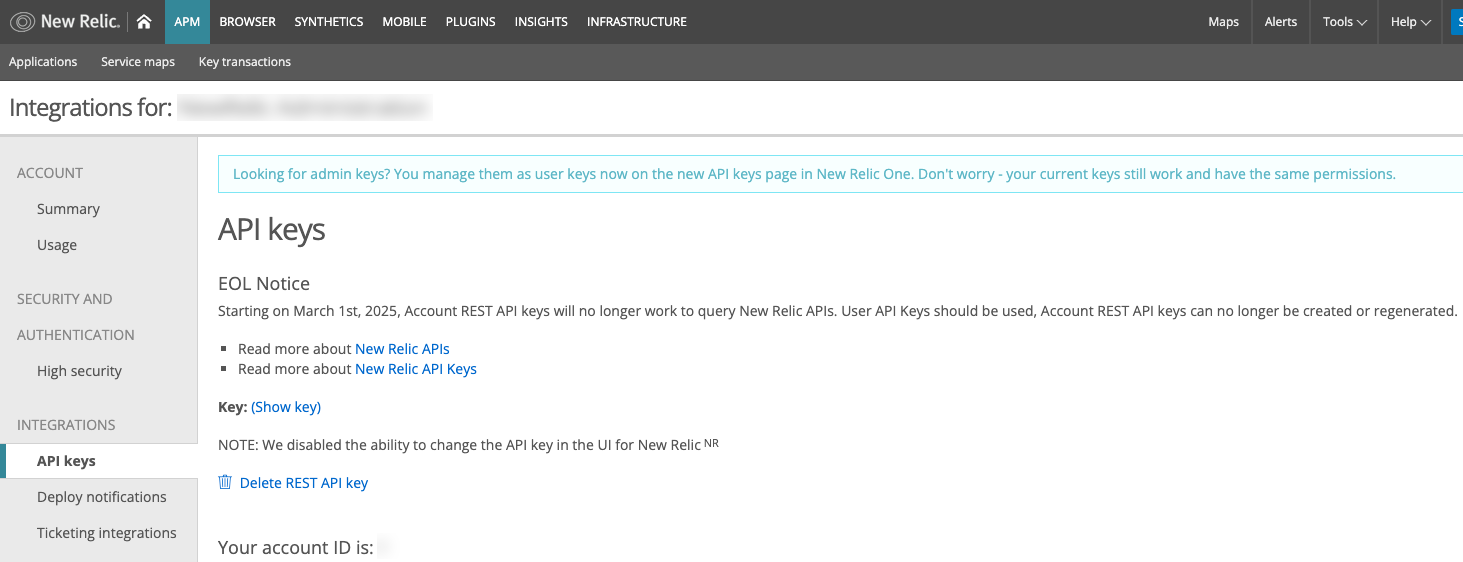 New Relic.
APM BROWSER SYNTHETICS MOBILE PLUGINS INSIGHTS INFRASTRUCTURE Maps Alerts Tools Help
Applications Service maps Key transactions
Integrations for:
ACCOUNT
Summary
Usage
SECURITY AND
AUTHENTICATION
High security
INTEGRATIONS
API keys
Deploy notifications
Ticketing integrations
Looking for admin keys? You manage them as user keys now on the new API keys page in New Relic One. Don't worry - your current keys still work and have the same permissions.
API keys
EOL Notice
Starting on March 1st, 2025, Account REST API keys will no longer work to query New Relic APIs. User API Keys should be used, Account REST API keys can no longer be created or regenerated.
Read more about New Relic APIs
Read more about New Relic API Keys
Key: (Show key)
NOTE: We disabled the ability to change the API key in the UI for New Relic NR
Delete REST API key
Your account ID is: